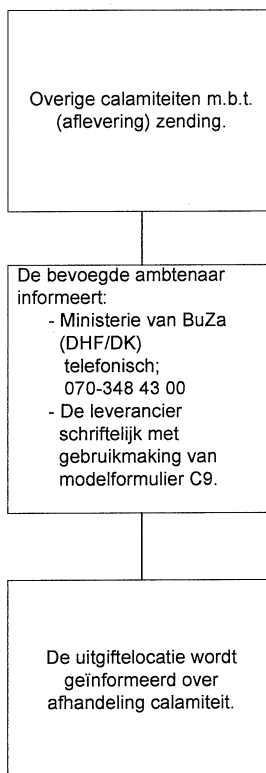 Overige calamiteiten m.b.t.
(aflevering) zending.
De bevoegde ambtenaar
informeert:
- Ministerie van BuZa
(DHF/DK)
telefonisch;
070-348 43 00
- De leverancier
schriftelijk met
gebruikmaking van
modelformulier C9.
De uitgiftelocatie wordt
geïnformeerd over
afhandeling calamiteit.